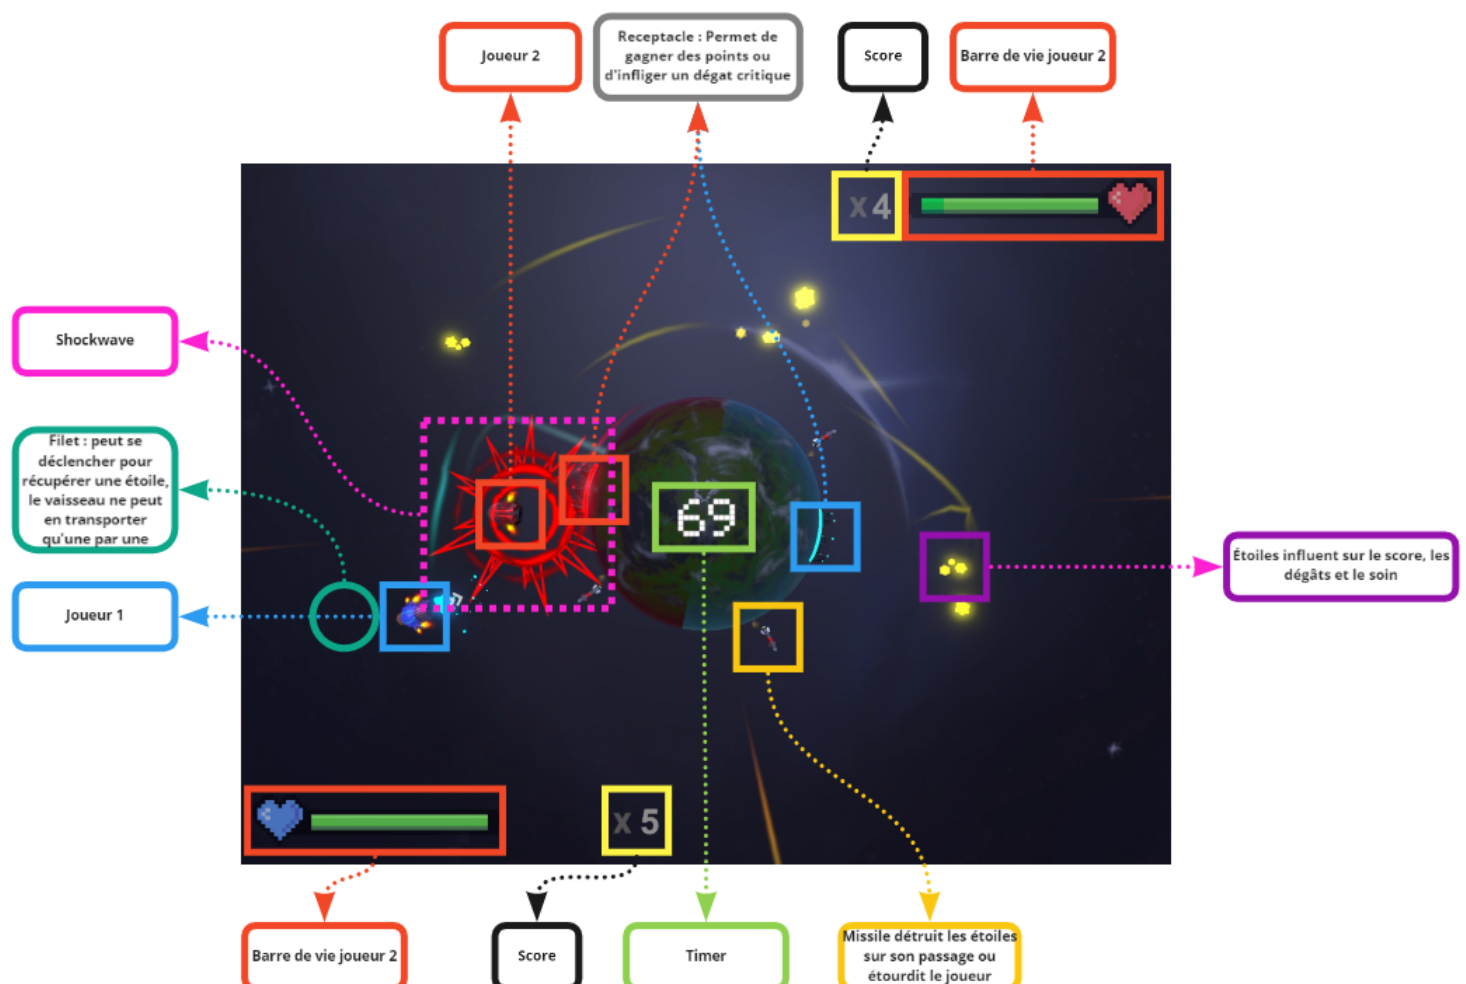 Joueur 2
Receptacle : Permet de
gagner des points ou
d'infliger un dégat critique
Score
Barre de vie joueur 2
x 4
Shockwave
Filet : peut se
déclencher pour
récupérer une étoile,
le vaisseau ne peut
en transporter
qu'une par une
69
Étoiles influent sur le score, les
dégâts et le soin
Joueur 1
x 5
Barre de vie joueur 2
Score
Timer
Missile détruit les étoiles
sur son passage ou
étourdit le joueur